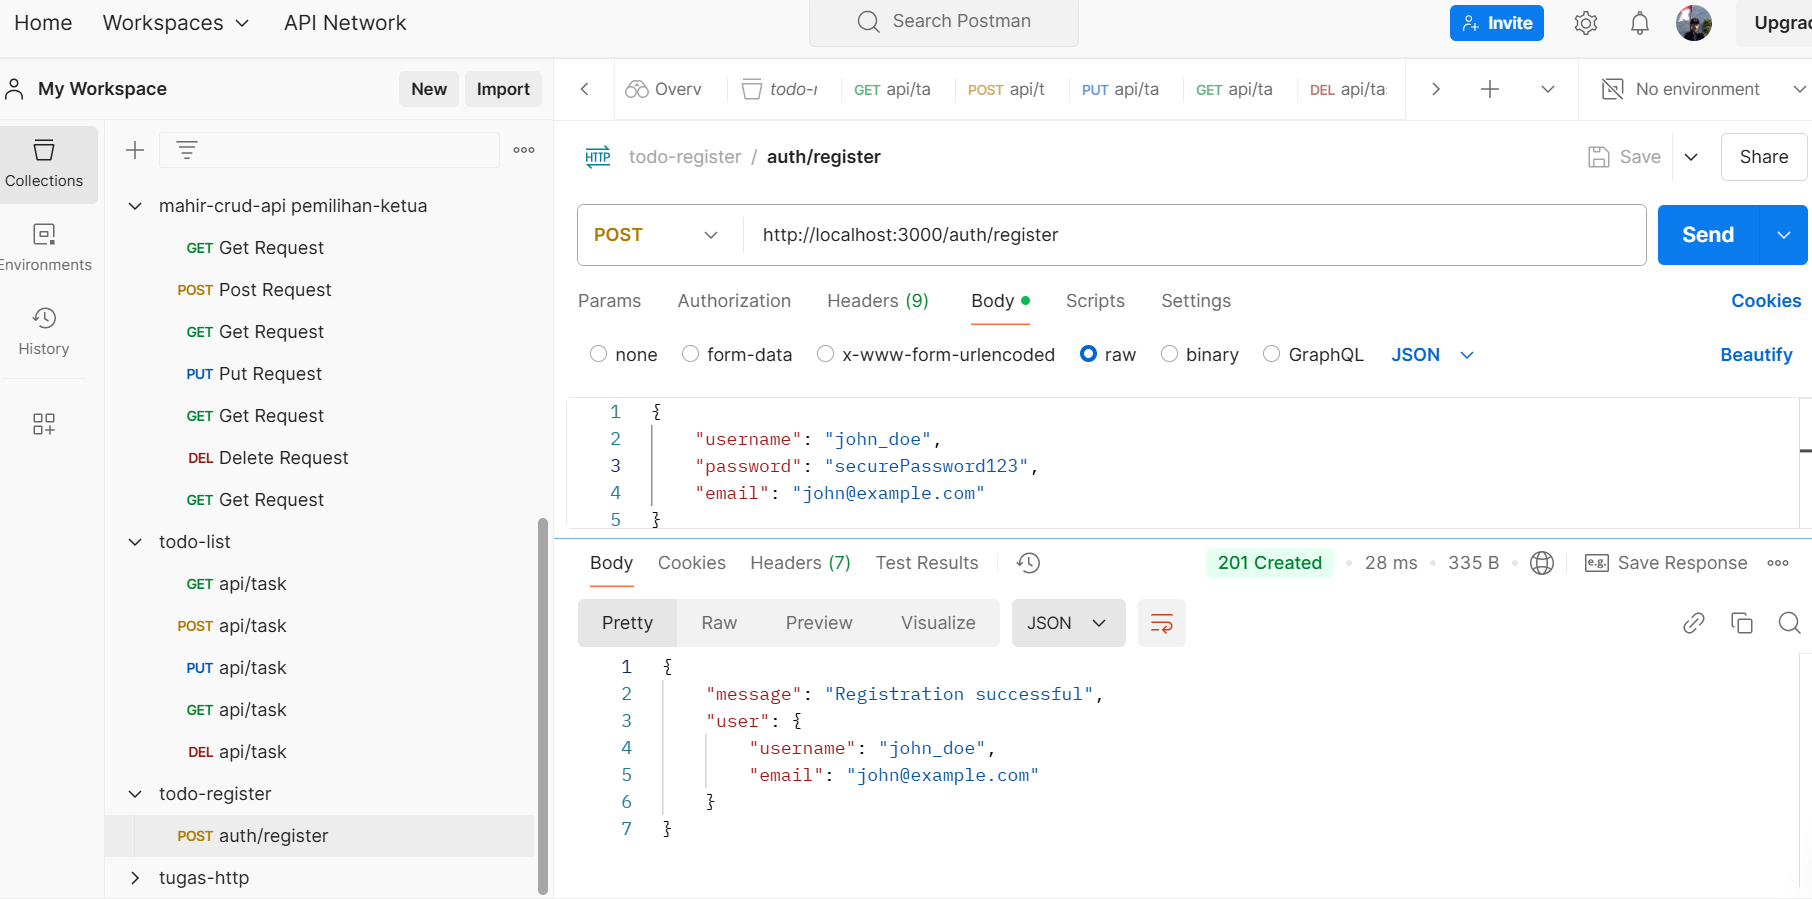 Home Workspaces API Network Search Postman Invite Upgrad
My Workspace New Import Overv todo-r GET api/ta POST api/t PUT api/ta GET api/ta DEL api/ta No environment
Collections
Environments
History
mahir-crud-api pemilihan-ketua
GET Get Request
POST Post Request
GET Get Request
PUT Put Request
GET Get Request
DEL Delete Request
GET Get Request
todo-list
GET api/task
POST api/task
PUT api/task
GET api/task
DEL api/task
todo-register
POST auth/register
tugas-http
HTTP todo-register / auth/register Save Share
POST http://localhost:3000/auth/register Send
Params Authorization Headers (9) Body Scripts Settings Cookies
none form-data x-www-form-urlencoded raw binary GraphQL JSON Beautify
1 {
2 "username": "john_doe",
3 "password": "securePassword123",
4 "email": "john@example.com"
5 }
Body Cookies Headers (7) Test Results 201 Created • 28 ms • 335 B • e.g. Save Response
Pretty Raw Preview Visualize JSON
1 {
2 "message": "Registration successful",
3 "user": {
4 "username": "john_doe",
5 "email": "john@example.com"
6 }
7 }